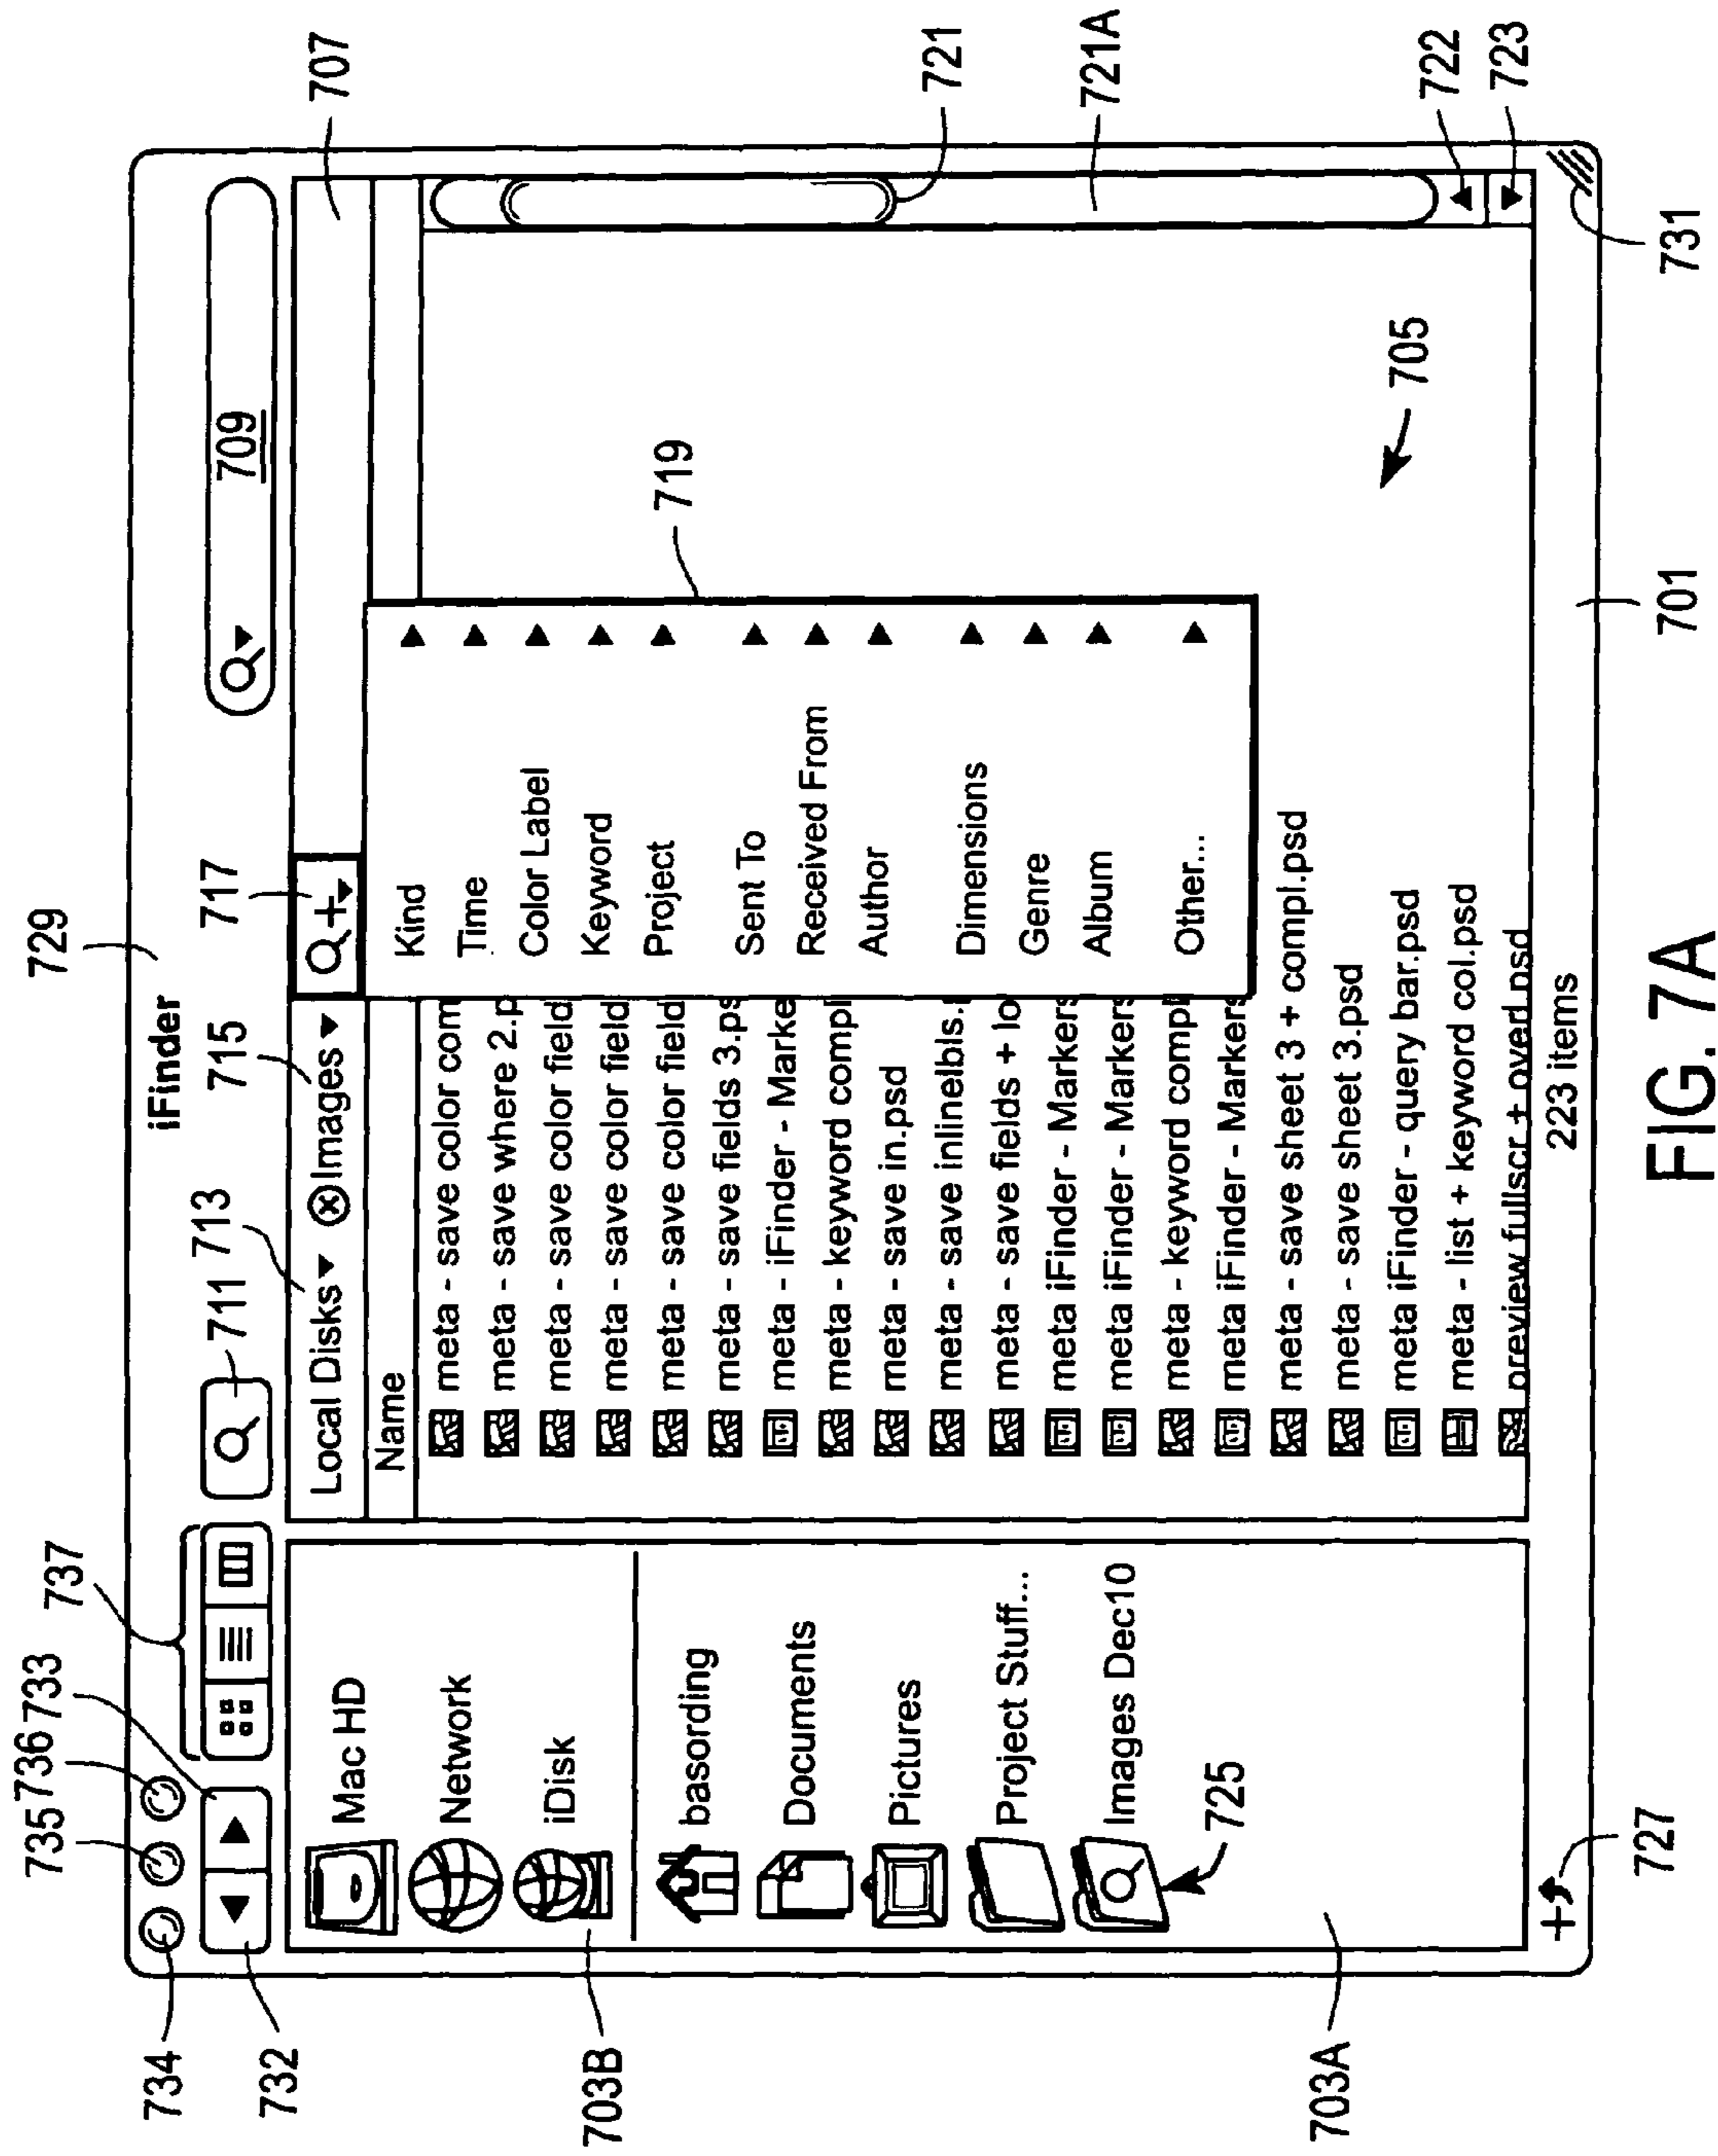 729
iFinder
734
735
736
733
737
711
713
715
717
709
707
732
Local Disks Images
Name
Mac HD
Network
iDisk
703B
basording
Documents
Pictures
Project Stuff...
Images Dec10
725
703A
meta - save color com
meta - save where 2.p
meta - save color field
meta - save color field
meta - save color field
meta - save fields 3.ps
meta - iFinder - Marke
meta - keyword compl
meta - save in.psd
meta - save inlinelbls.
meta - save fields + lo
meta iFinder - Markers
meta iFinder - Markers
meta - keyword compl
meta iFinder - Markers
meta - save sheet 3 + compl.psd
meta - save sheet 3.psd
meta iFinder - query bar.psd
meta - list + keyword col.psd
preview fullscr + oved.psd
Kind
Time
Color Label
Keyword
Project
Sent To
Received From
Author
Dimensions
Genre
Album
Other...
719
705
721
721A
722
723
223 items
727
701
731
FIG. 7A